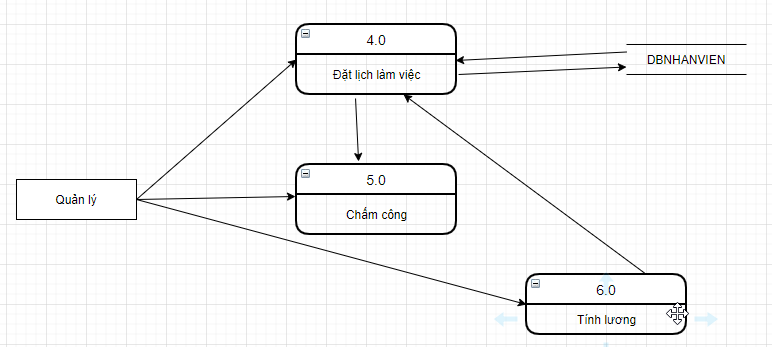 4.0
Đặt lịch làm việc
DBNHANVIEN
5.0
Chấm công
Quản lý
6.0
Tính lương